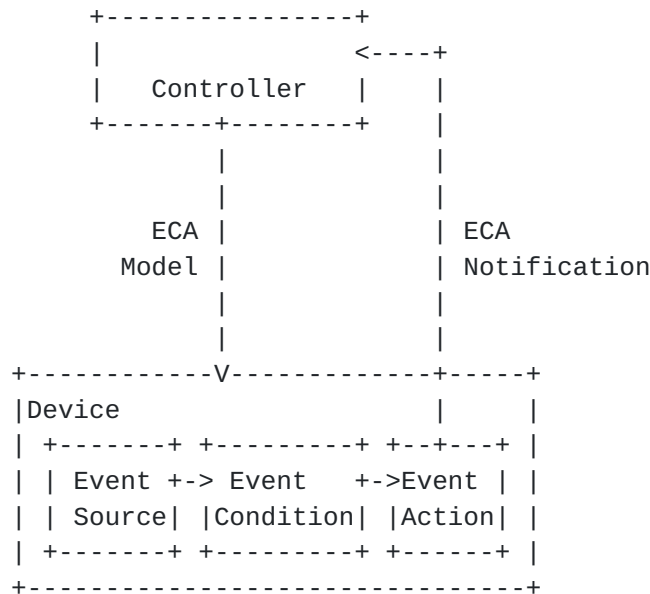 Controller
ECA ECA
Model Notification
Device
Event Event Event
Source Condition Action